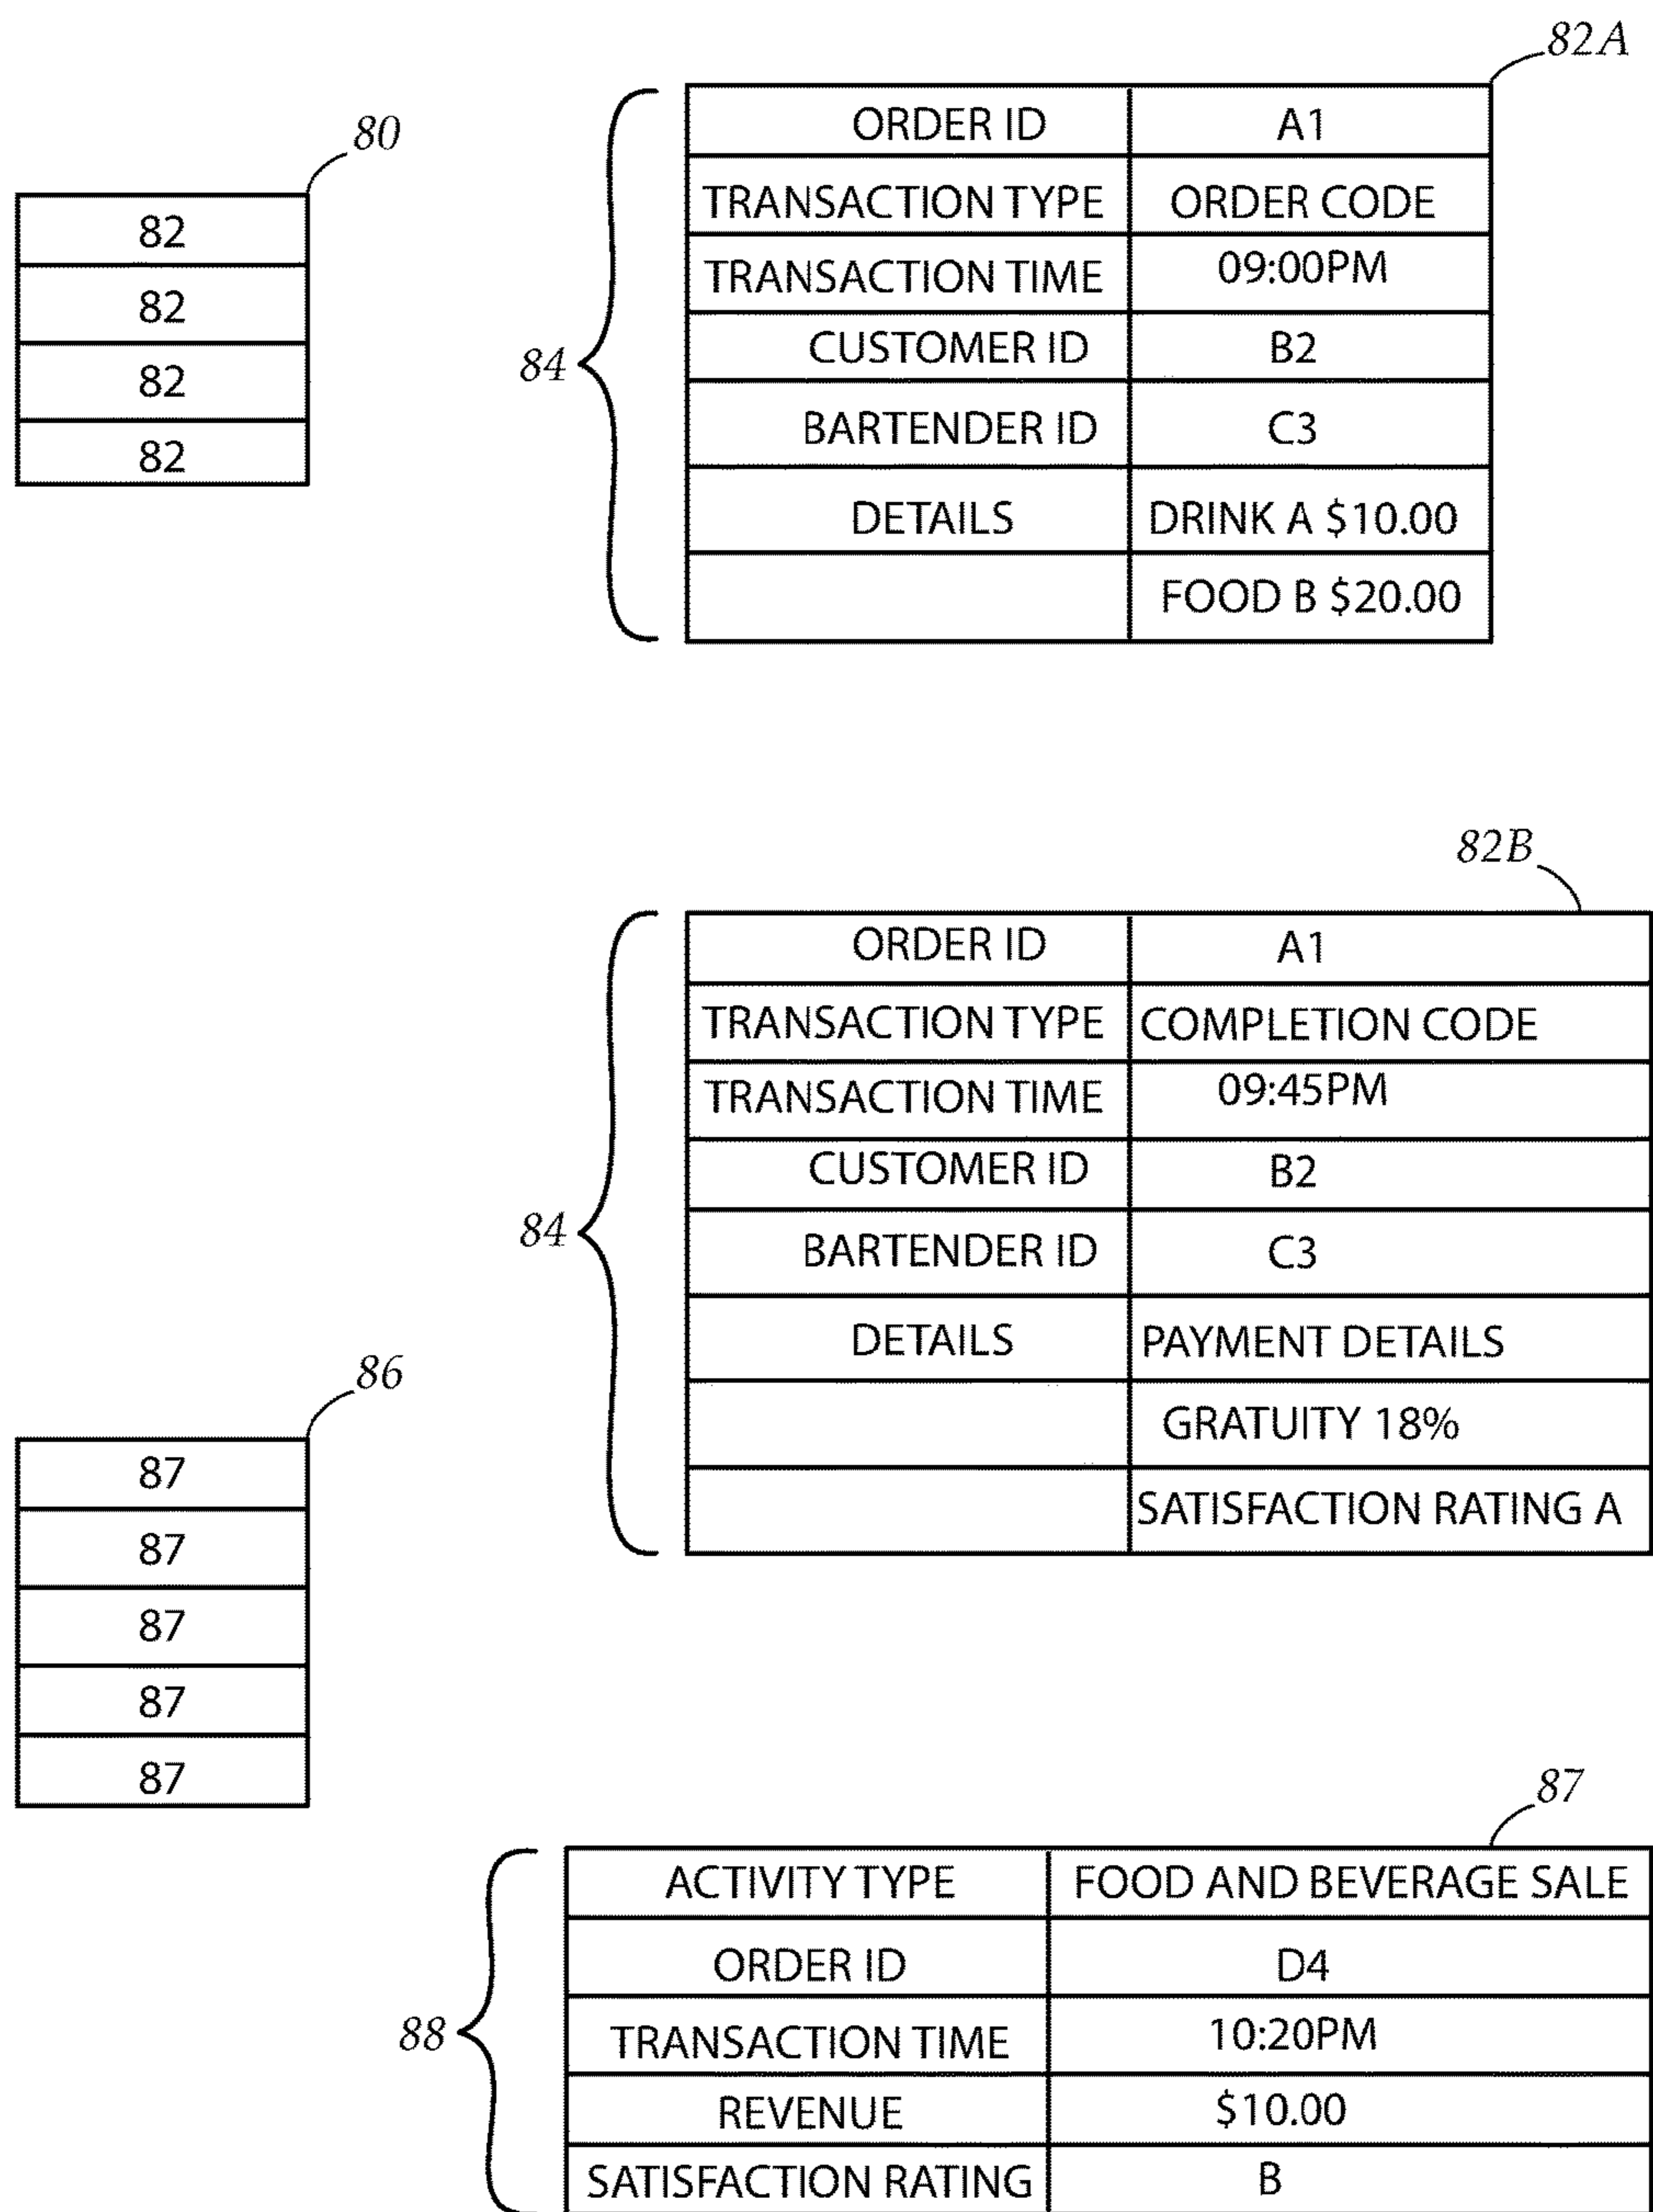 82A
ORDER ID A1
80
TRANSACTION TYPE ORDER CODE
82
TRANSACTION TIME 09:00PM
82
CUSTOMER ID B2
84
82
BARTENDER ID C3
82
DETAILS DRINK A $10.00
FOOD B $20.00
82B
ORDER ID A1
TRANSACTION TYPE COMPLETION CODE
TRANSACTION TIME 09:45PM
CUSTOMER ID B2
84
BARTENDER ID C3
DETAILS PAYMENT DETAILS
86
GRATUITY 18%
87
SATISFACTION RATING A
87
87
87
87
87
ACTIVITY TYPE FOOD AND BEVERAGE SALE
ORDER ID D4
88
TRANSACTION TIME 10:20PM
REVENUE $10.00
SATISFACTION RATING B